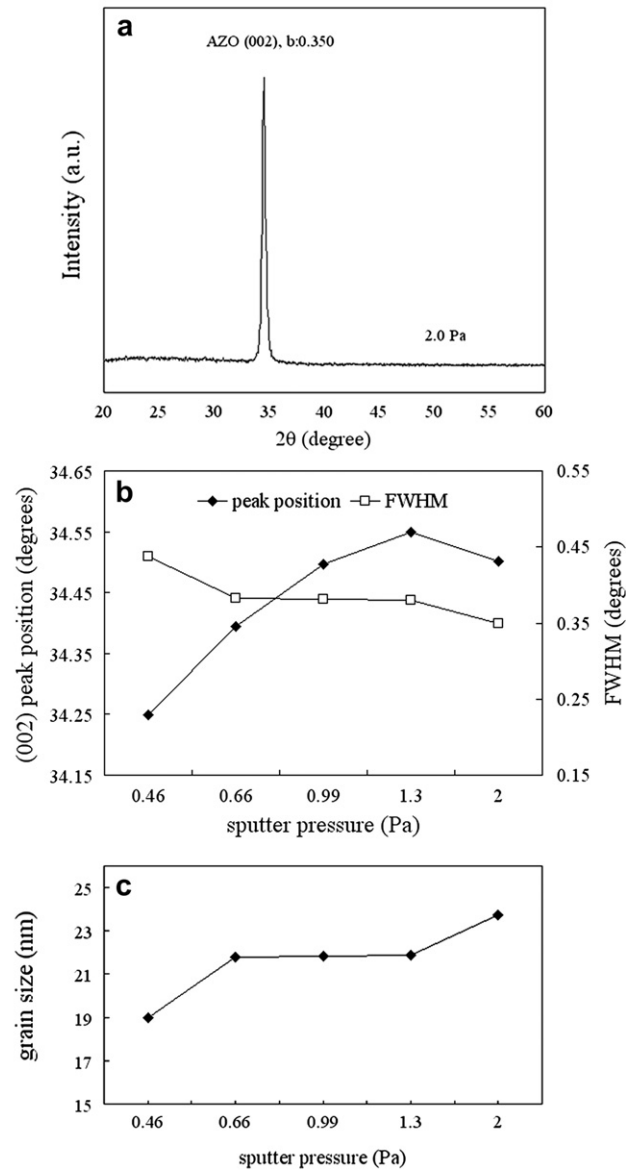 a
AZO (002), b:0.350
Intensity (a.u.)
2.0 Pa
20 25 30 35 40 45 50 55 60
2θ (degree)
b
peak position FWHM
(002) peak position (degrees)
34.65
34.55
34.45
34.35
34.25
34.15
0.55
0.45
0.35
0.25
0.15
FWHM (degrees)
0.46 0.66 0.99 1.3 2
sputter pressure (Pa)
c
grain size (nm)
25
23
21
19
17
15
0.46 0.66 0.99 1.3 2
sputter pressure (Pa)